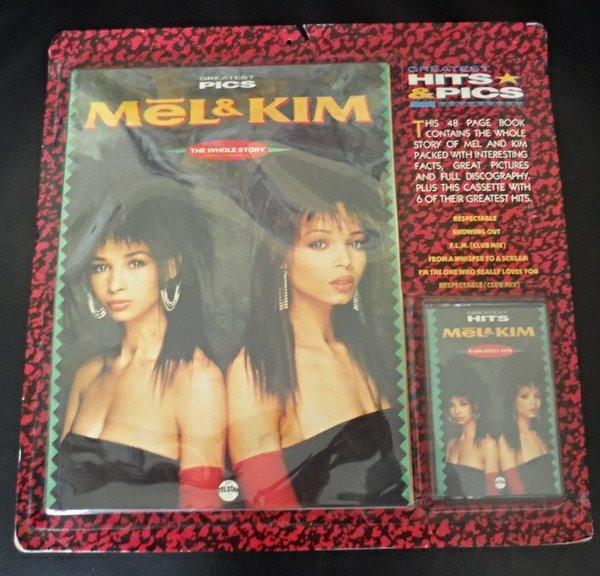 GREATEST
PICS
MēL & KIM
THE WHOLE STORY
TELSTAR
GREATEST
HITS
& PICS
THIS 48 PAGE BOOK
CONTAINS THE WHOLE
STORY OF MEL AND KIM
PACKED WITH INTERESTING
FACTS, GREAT PICTURES
AND FULL DISCOGRAPHY.
PLUS THIS CASSETTE WITH
6 OF THEIR GREATEST HITS.
RESPECTABLE
SHOWING OUT
F.L.M. (CLUB MIX)
FROM A WHISPER TO A SCREAM
I'M THE ONE WHO REALLY LOVES YOU
RESPECTABLE (CLUB MIX)
GREATEST
HITS
MēL & KIM
6 GREATEST HITS